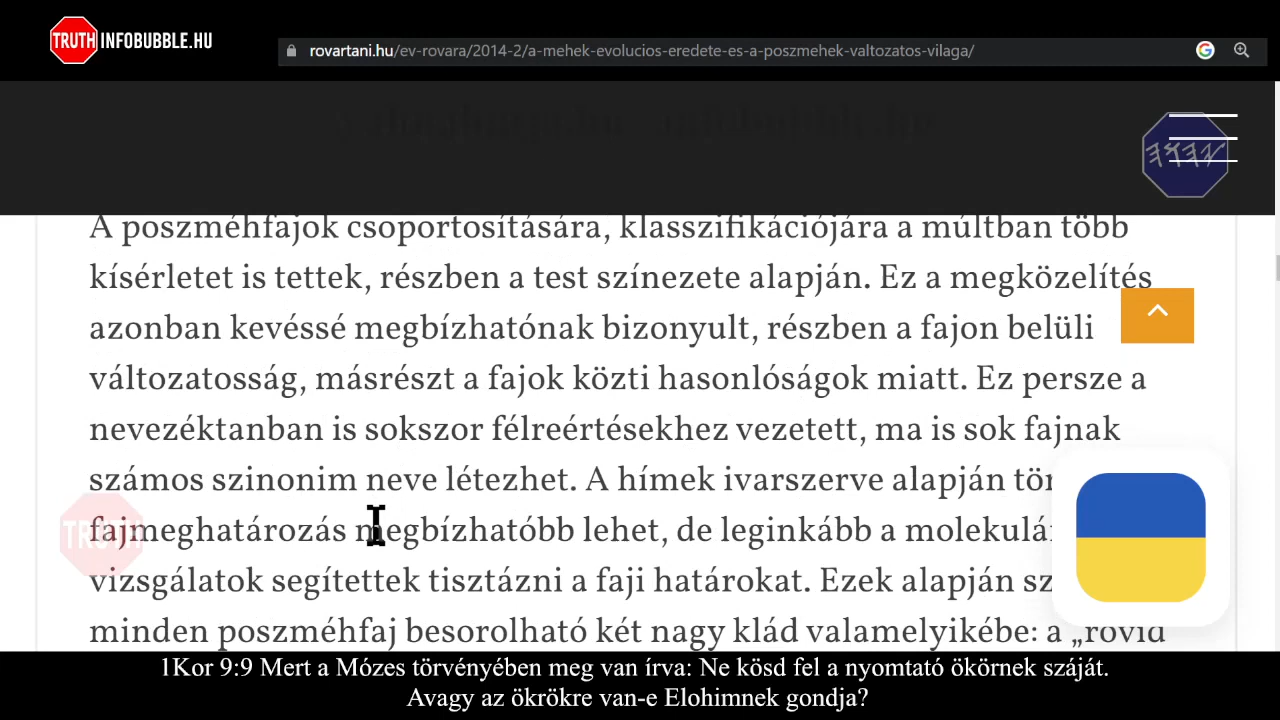 TRUTH INFOBUBBLE.HU
rovartani.hu/ev-rovara/2014-2/a-mehek-evolucios-eredete-es-a-poszmehek-valtozatos-vilaga/
A poszméhfajok csoportosítására, klasszifikációjára a múltban több
kísérletet is tettek, részben a test színezete alapján. Ez a megközelítés
azonban kevéssé megbízhatónak bizonyult, részben a fajon belüli
változatosság, másrészt a fajok közti hasonlóságok miatt. Ez persze a
nevezéktanban is sokszor félreértésekhez vezetett, ma is sok fajnak
számos szinonim neve létezhet. A hímek ivarszerve alapján tör
fajmeghatározás megbízhatóbb lehet, de leginkább a molekulá
vizsgálatok segítettek tisztázni a faji határokat. Ezek alapján sz
minden poszméhfaj besorolható két nagy klád valamelyikébe: a „rövid
TRUTH
1Kor 9:9 Mert a Mózes törvényében meg van írva: Ne kösd fel a nyomtató ökörnek száját.
Avagy az ökrökre van-e Elohimnek gondja?